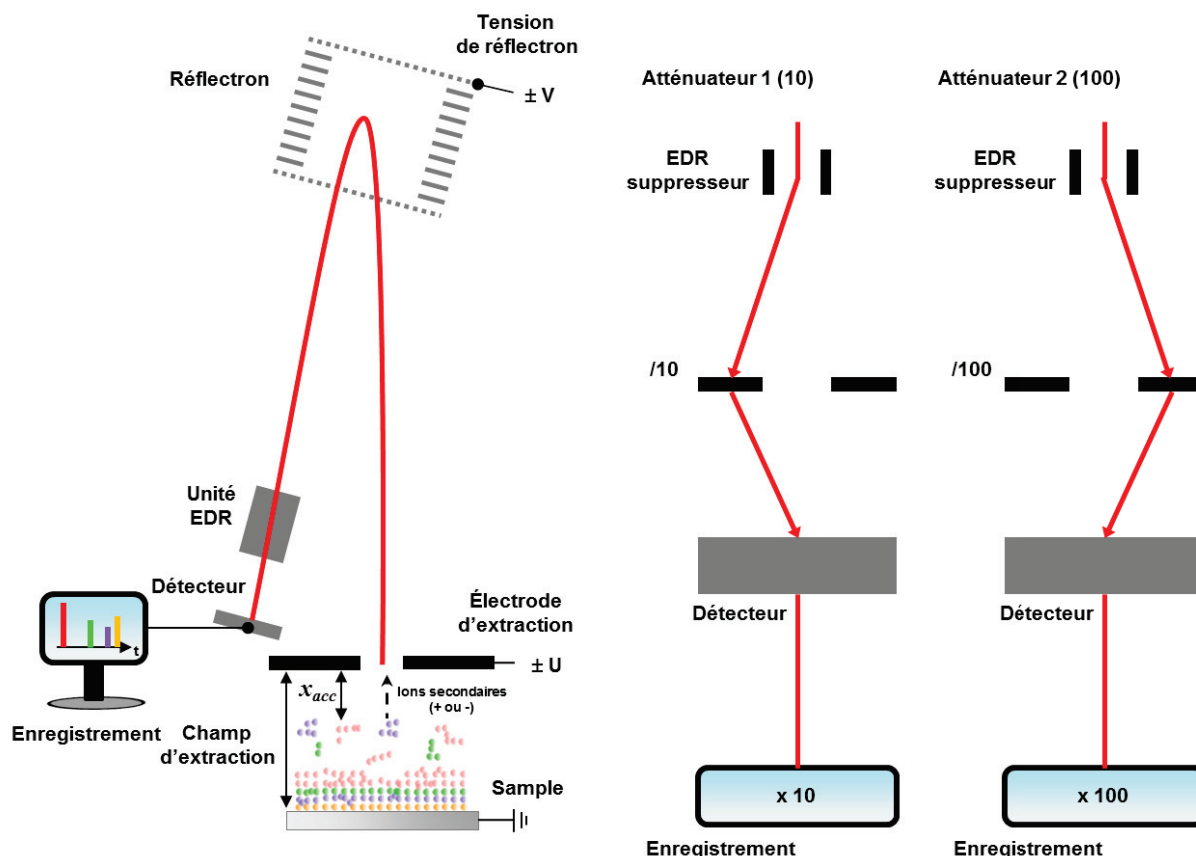 Tension
de réflectron
Réflectron
± V
Unité
EDR
Détecteur
t
Enregistrement
Électrode
d’extraction
± U
xacc
Ions secondaires
(+ ou -)
Champ
d’extraction
Sample
Atténuateur 1 (10)
EDR
suppresseur
/10
Détecteur
x 10
Enregistrement
Atténuateur 2 (100)
EDR
suppresseur
/100
Détecteur
x 100
Enregistrement